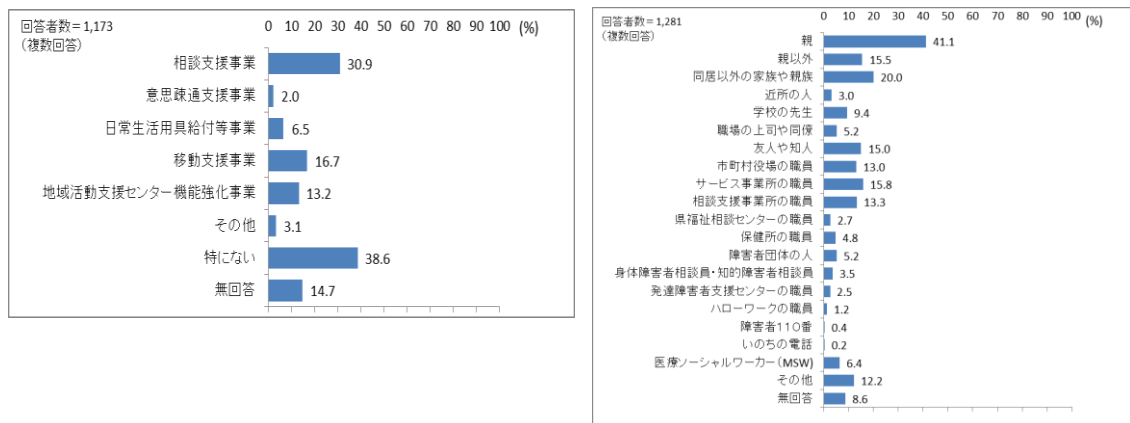 回答者数＝1,173
（複数回答）
0 10 20 30 40 50 60 70 80 90 100 (%)
相談支援事業 30.9
意思疎通支援事業 2.0
日常生活用具給付等事業 6.5
移動支援事業 16.7
地域活動支援センター機能強化事業 13.2
その他 3.1
特にない 38.6
無回答 14.7
回答者数＝1,281
（複数回答）
0 10 20 30 40 50 60 70 80 90 100 (%)
親 41.1
親以外 15.5
同居以外の家族や親族 20.0
近所の人 3.0
学校の先生 9.4
職場の上司や同僚 5.2
友人や知人 15.0
市町村役場の職員 13.0
サービス事業所の職員 15.8
相談支援事業所の職員 13.3
県福祉相談センターの職員 2.7
保健所の職員 4.8
障害者団体の人 5.2
身体障害者相談員・知的障害者相談員 3.5
発達障害者支援センターの職員 2.5
ハローワークの職員 1.2
障害者110番 0.4
いのちの電話 0.2
医療ソーシャルワーカー（MSW） 6.4
その他 12.2
無回答 8.6